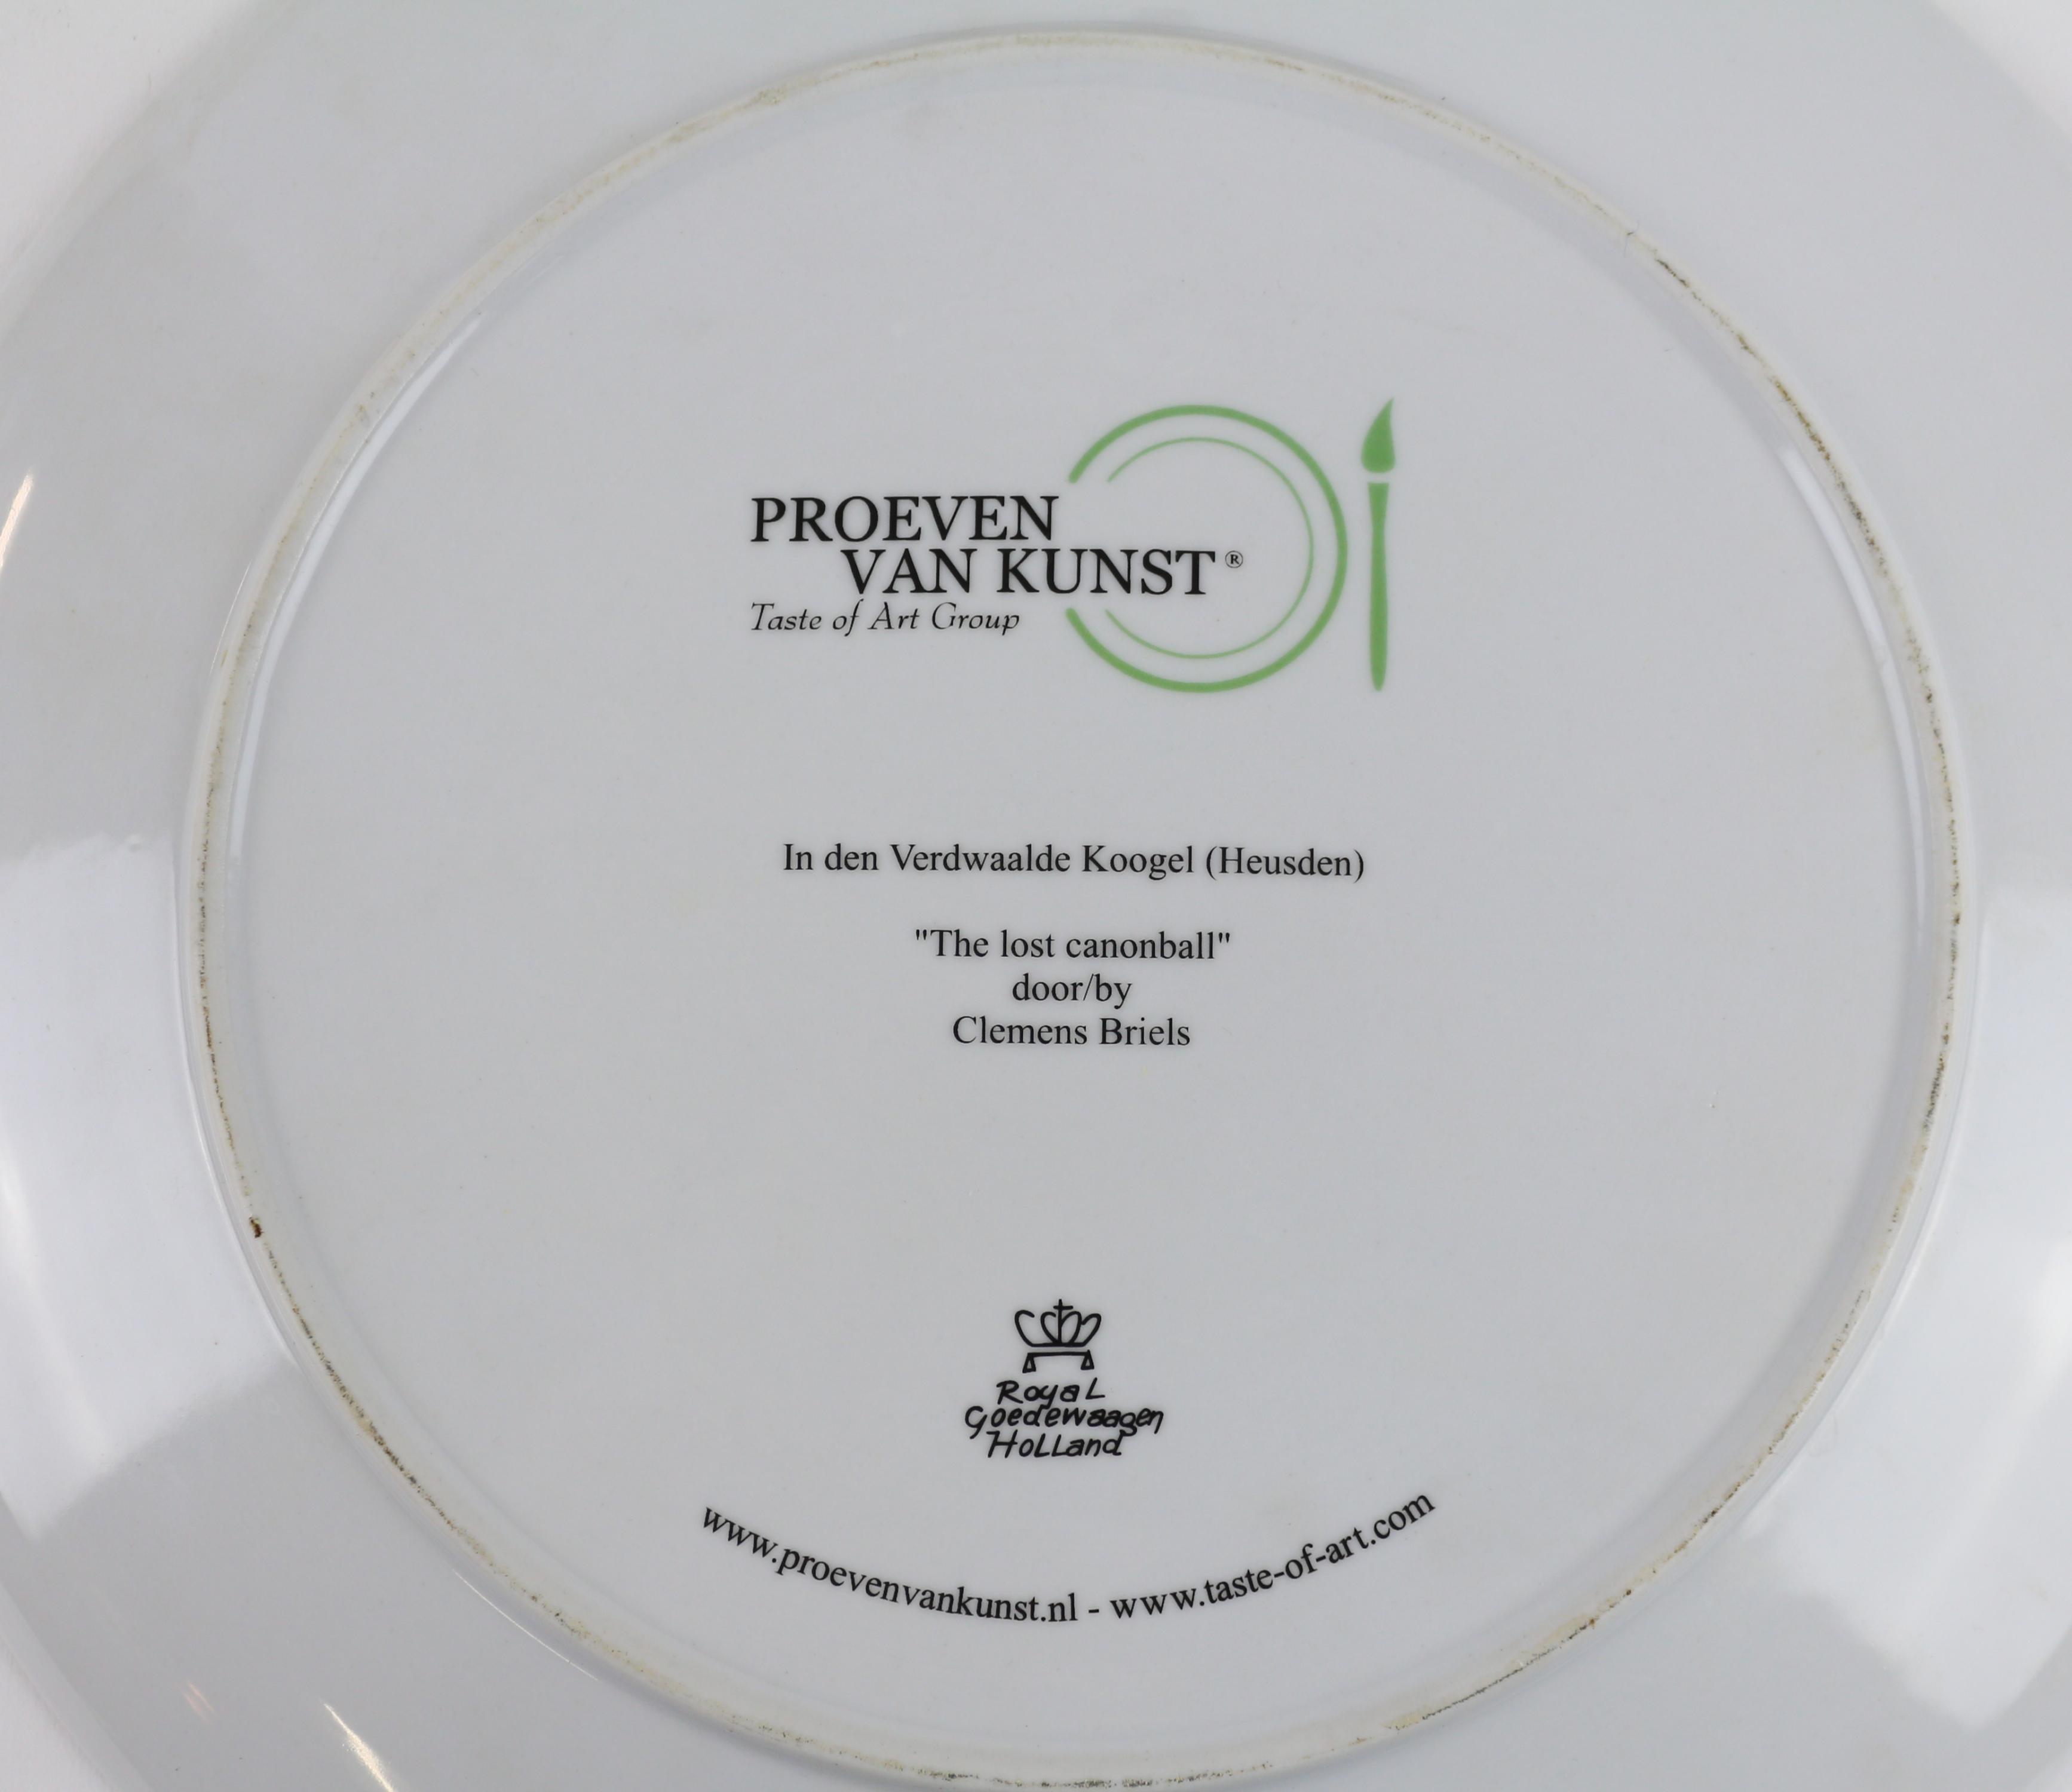 PROEVEN
VAN KUNST®
Taste of Art Group
In den Verdwaalde Koogel (Heusden)
"The lost canonball"
door/by
Clemens Briels
Royal
Goedewaagen
Holland
www.proevenvankunst.nl - www.taste-of-art.com